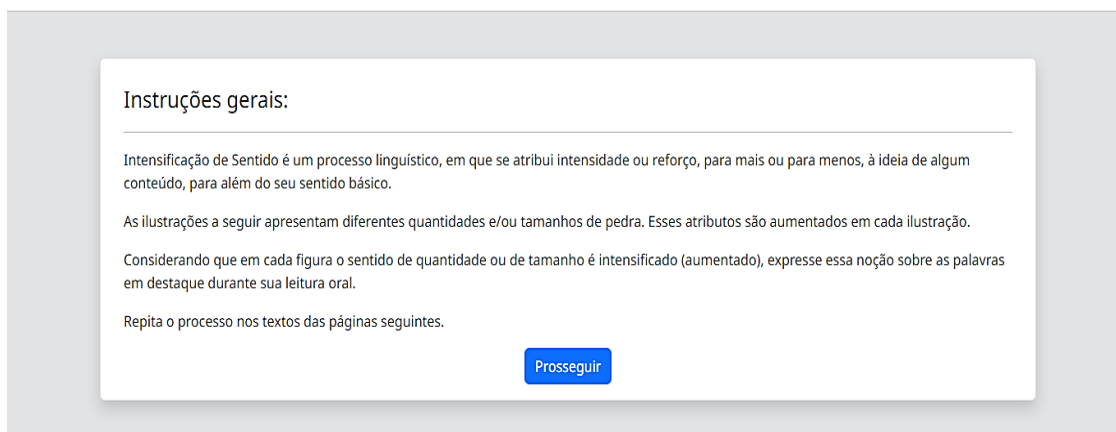 Instruções gerais:
Intensificação de Sentido é um processo linguístico, em que se atribui intensidade ou reforço, para mais ou para menos, à ideia de algum
conteúdo, para além do seu sentido básico.
As ilustrações a seguir apresentam diferentes quantidades e/ou tamanhos de pedra. Esses atributos são aumentados em cada ilustração.
Considerando que em cada figura o sentido de quantidade ou de tamanho é intensificado (aumentado), expresse essa noção sobre as palavras
em destaque durante sua leitura oral.
Repita o processo nos textos das páginas seguintes.
Prosseguir